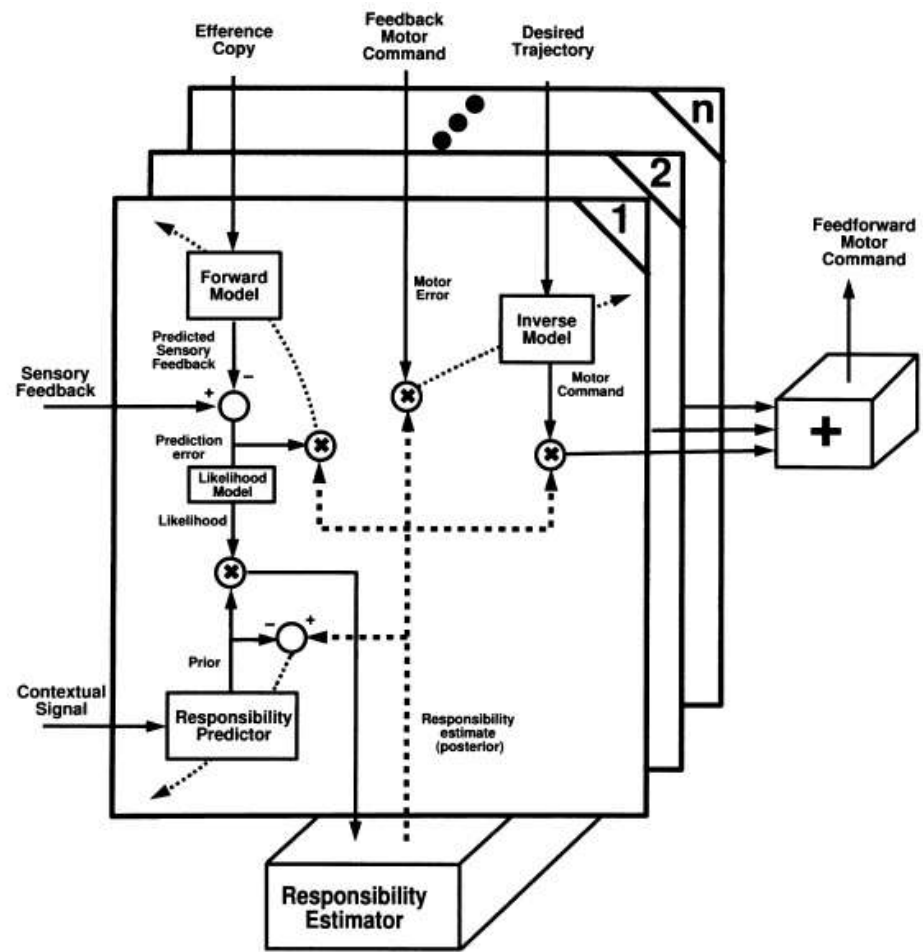 Efference
Copy
Feedback
Motor
Command
Desired
Trajectory
n
2
1
Feedforward
Motor
Command
Forward
Model
Motor
Error
Inverse
Model
Predicted
Sensory
Feedback
Sensory
Feedback
+
−
Motor
Command
+
Prediction
error
Likelihood
Model
Likelihood
−
+
Prior
Contextual
Signal
Responsibility
Predictor
Responsibility
estimate
(posterior)
Responsibility
Estimator